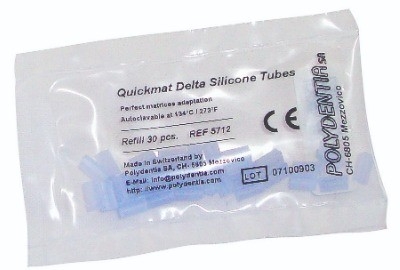 Quickmat Delta Silicone Tubes
Perfect matrices adaptation
Autoclavable at 134°C / 273°F
Refill 30 pcs. REF 5712
CE
Made in Switzerland by
Polydentia SA, CH- 6805 Mezzovico
E-Mail: info@polydentia.com
http: //www.polydentia.com
LOT 07100903
POLYDENTIA SA
CH-6805 Mezzovico